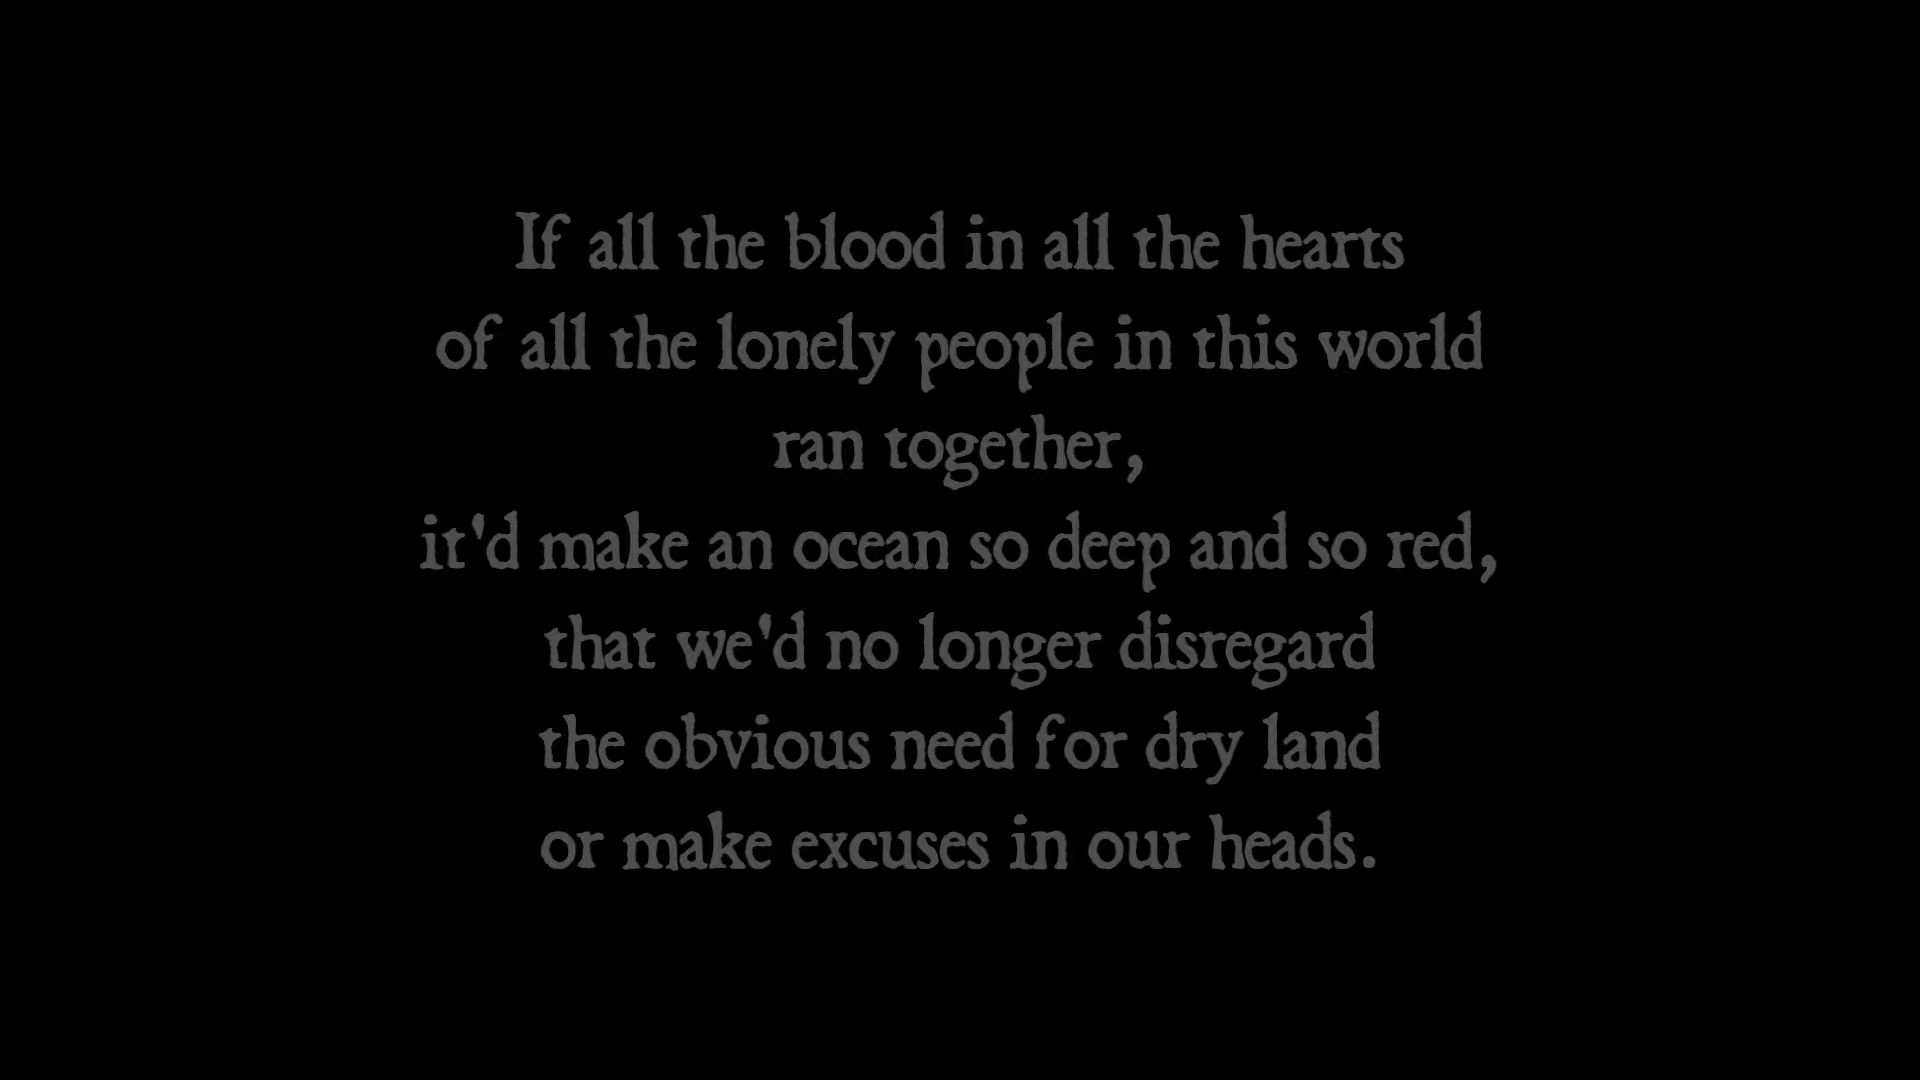 If all the blood in all the hearts
of all the lonely people in this world
ran together,
it'd make an ocean so deep and so red,
that we'd no longer disregard
the obvious need for dry land
or make excuses in our heads.